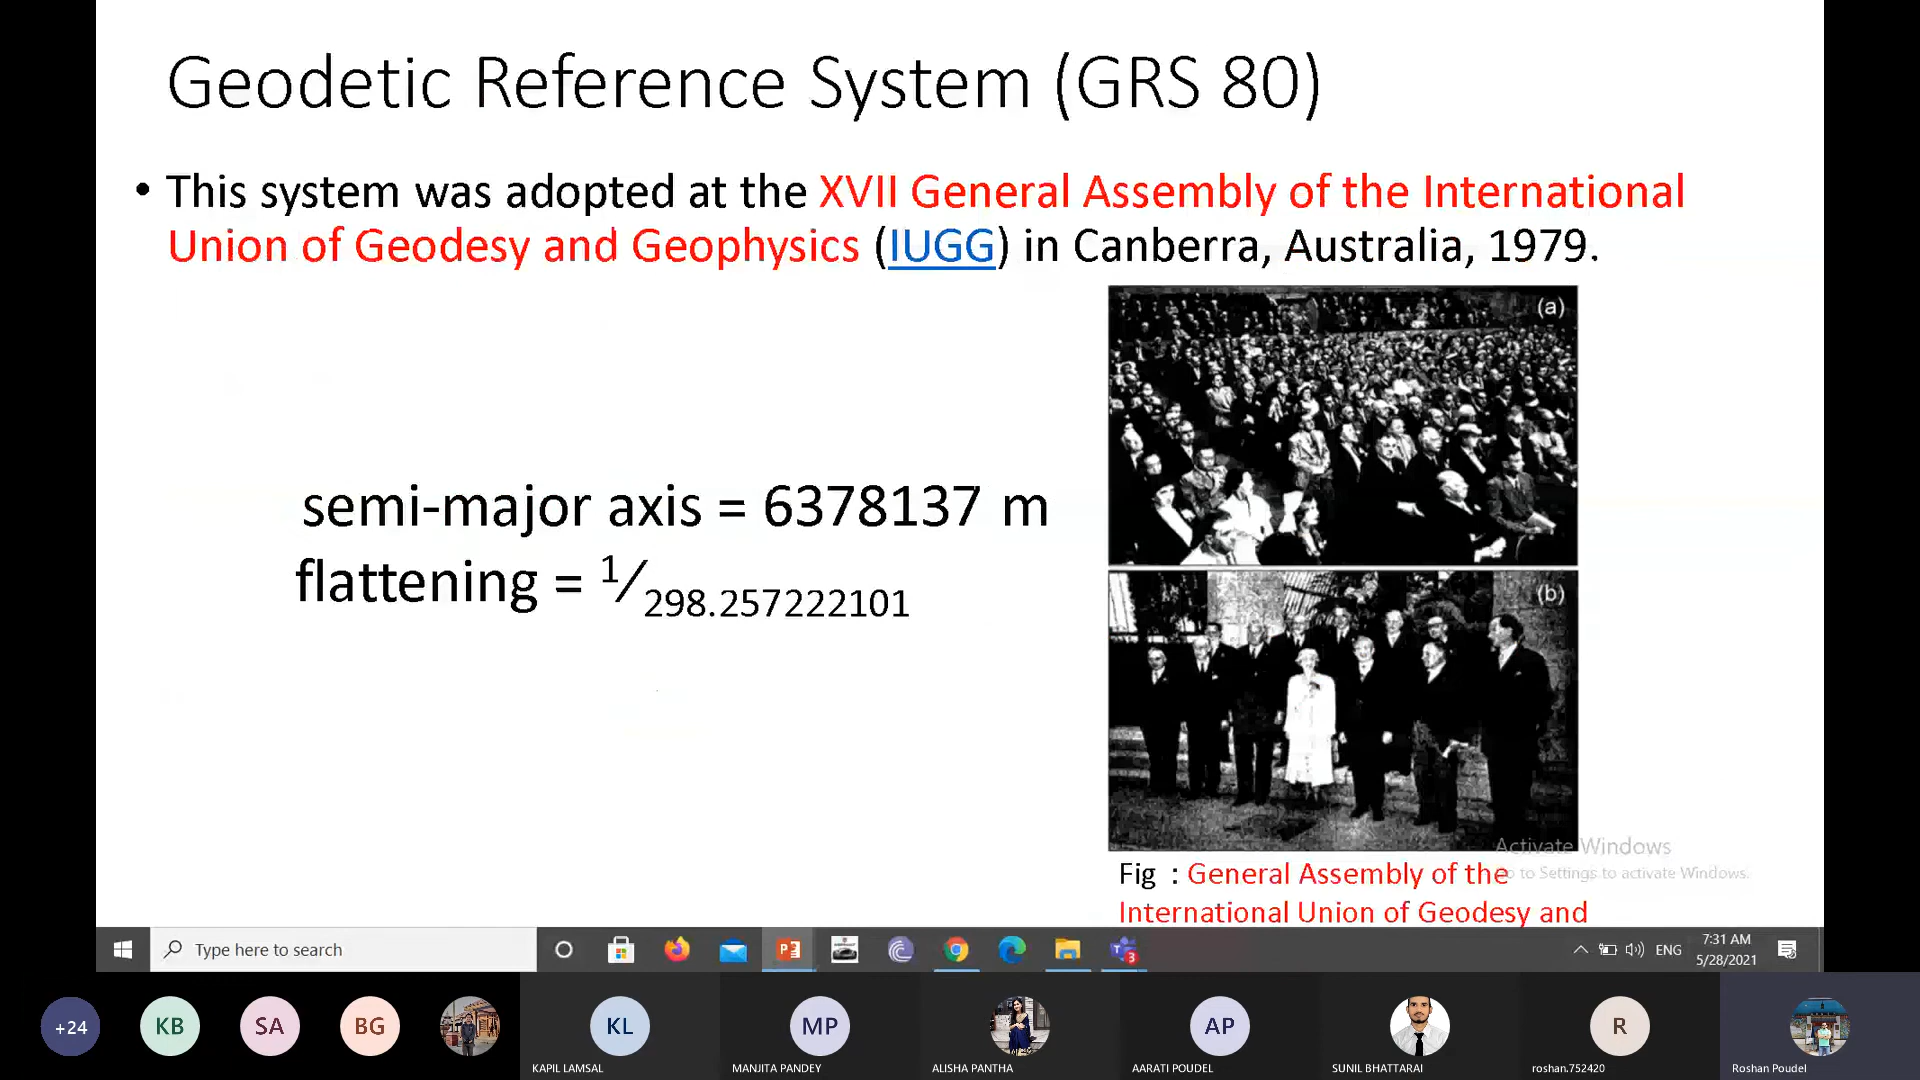 Geodetic Reference System (GRS 80)
• This system was adopted at the XVII General Assembly of the International
Union of Geodesy and Geophysics (IUGG) in Canberra, Australia, 1979.
(a)
semi-major axis = 6378137 m
flattening = 1/298.257222101
(b)
Activate Windows
to Settings to activate Windows.
Fig : General Assembly of the
International Union of Geodesy and
Type here to search
3
ENG
7:31 AM
5/28/2021
+24
KB
SA
BG
KL
MP
AP
R
KAPIL LAMSAL
MANJITA PANDEY
ALISHA PANTHA
AARATI POUDEL
SUNIL BHATTARAI
roshan.752420
Roshan Poudel